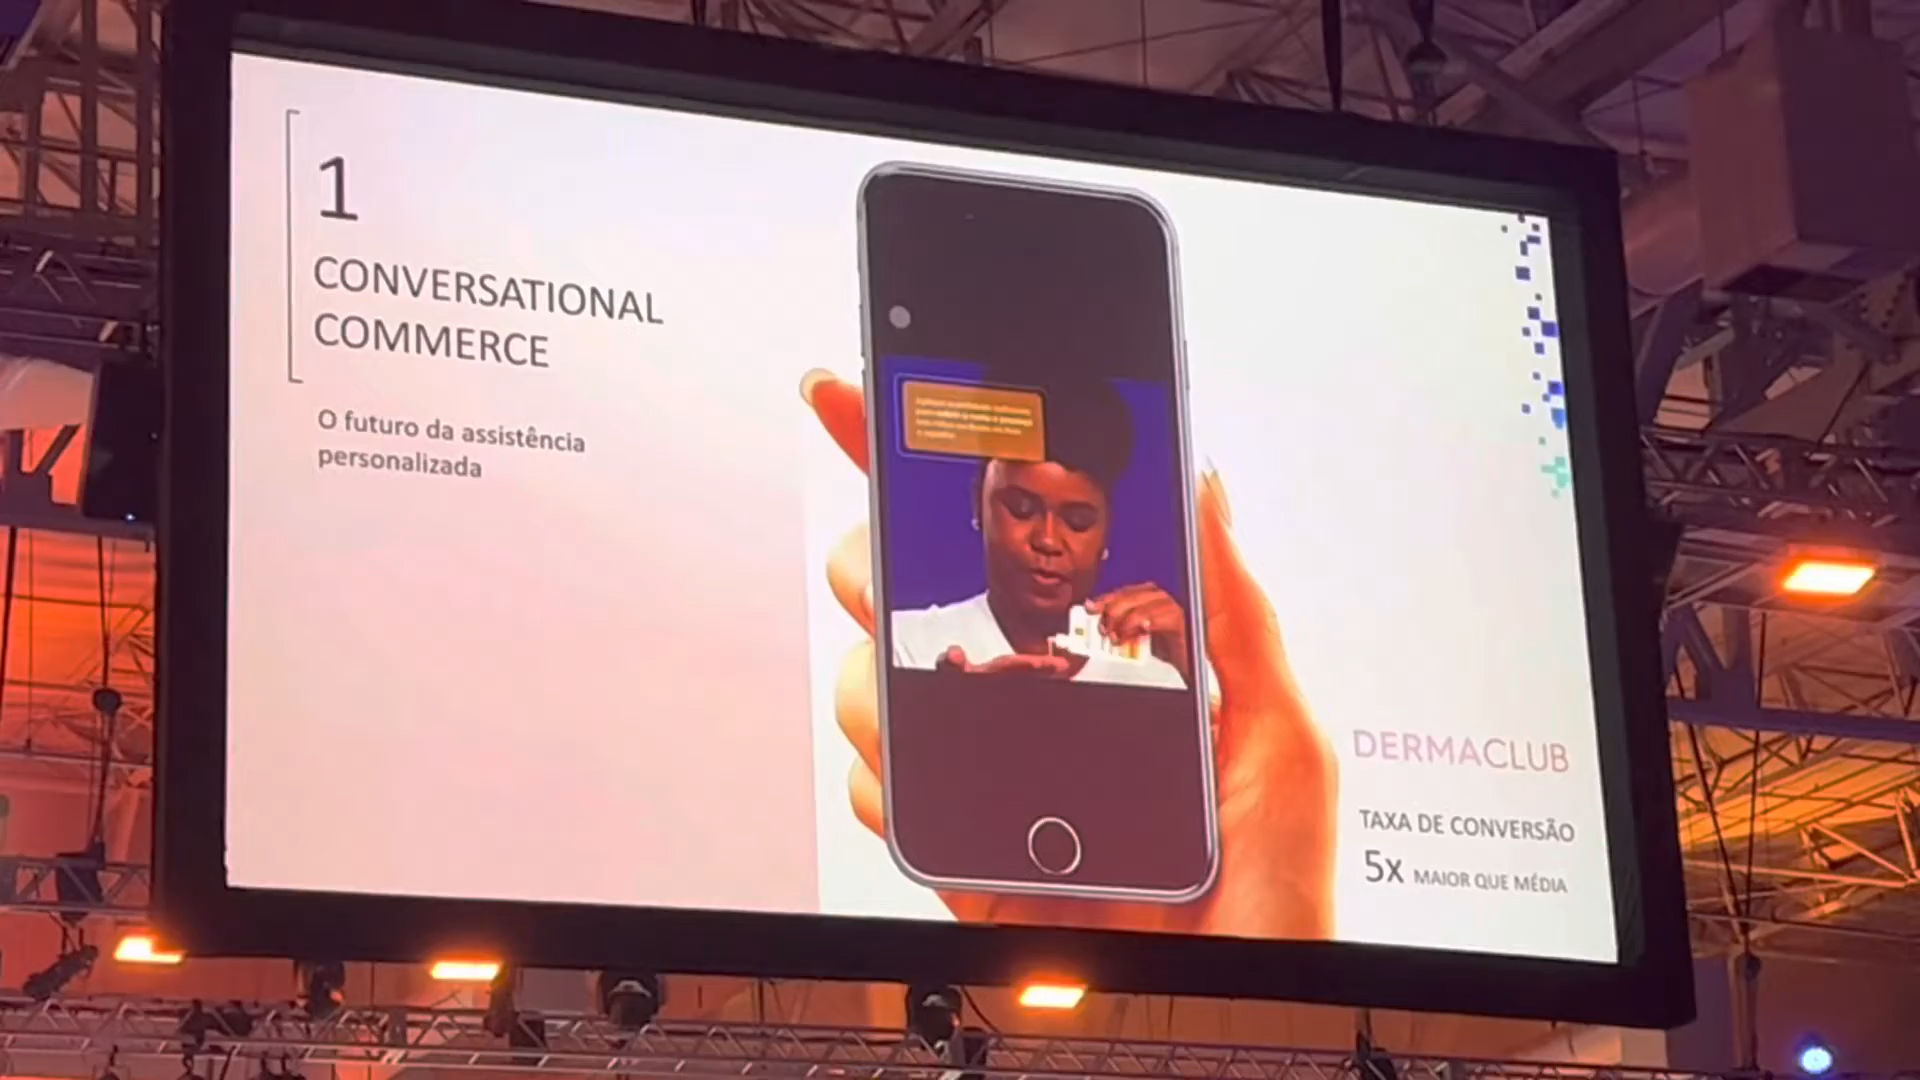 1
CONVERSATIONAL
COMMERCE
O futuro da assistência
personalizada
DERMACLUB
TAXA DE CONVERSÃO
5x MAIOR QUE MÉDIA